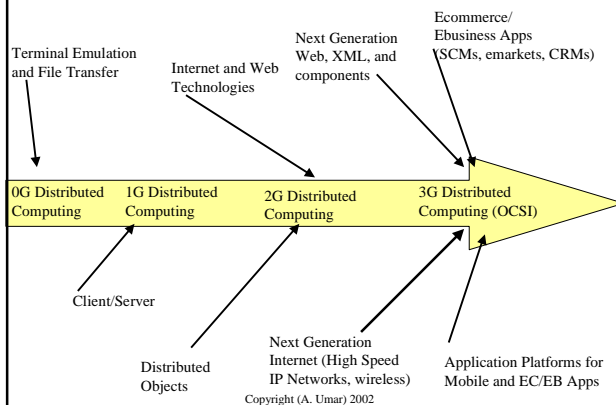 Ecommerce/
Ebusiness Apps
(SCMs, emarkets, CRMs)
Next Generation
Web, XML, and
components
Terminal Emulation
and File Transfer
Internet and Web
Technologies
0G Distributed
Computing
1G Distributed
Computing
2G Distributed
Computing
3G Distributed
Computing (OCSI)
Client/Server
Distributed
Objects
Next Generation
Internet (High Speed
IP Networks, wireless)
Application Platforms for
Mobile and EC/EB Apps
Copyright (A. Umar) 2002